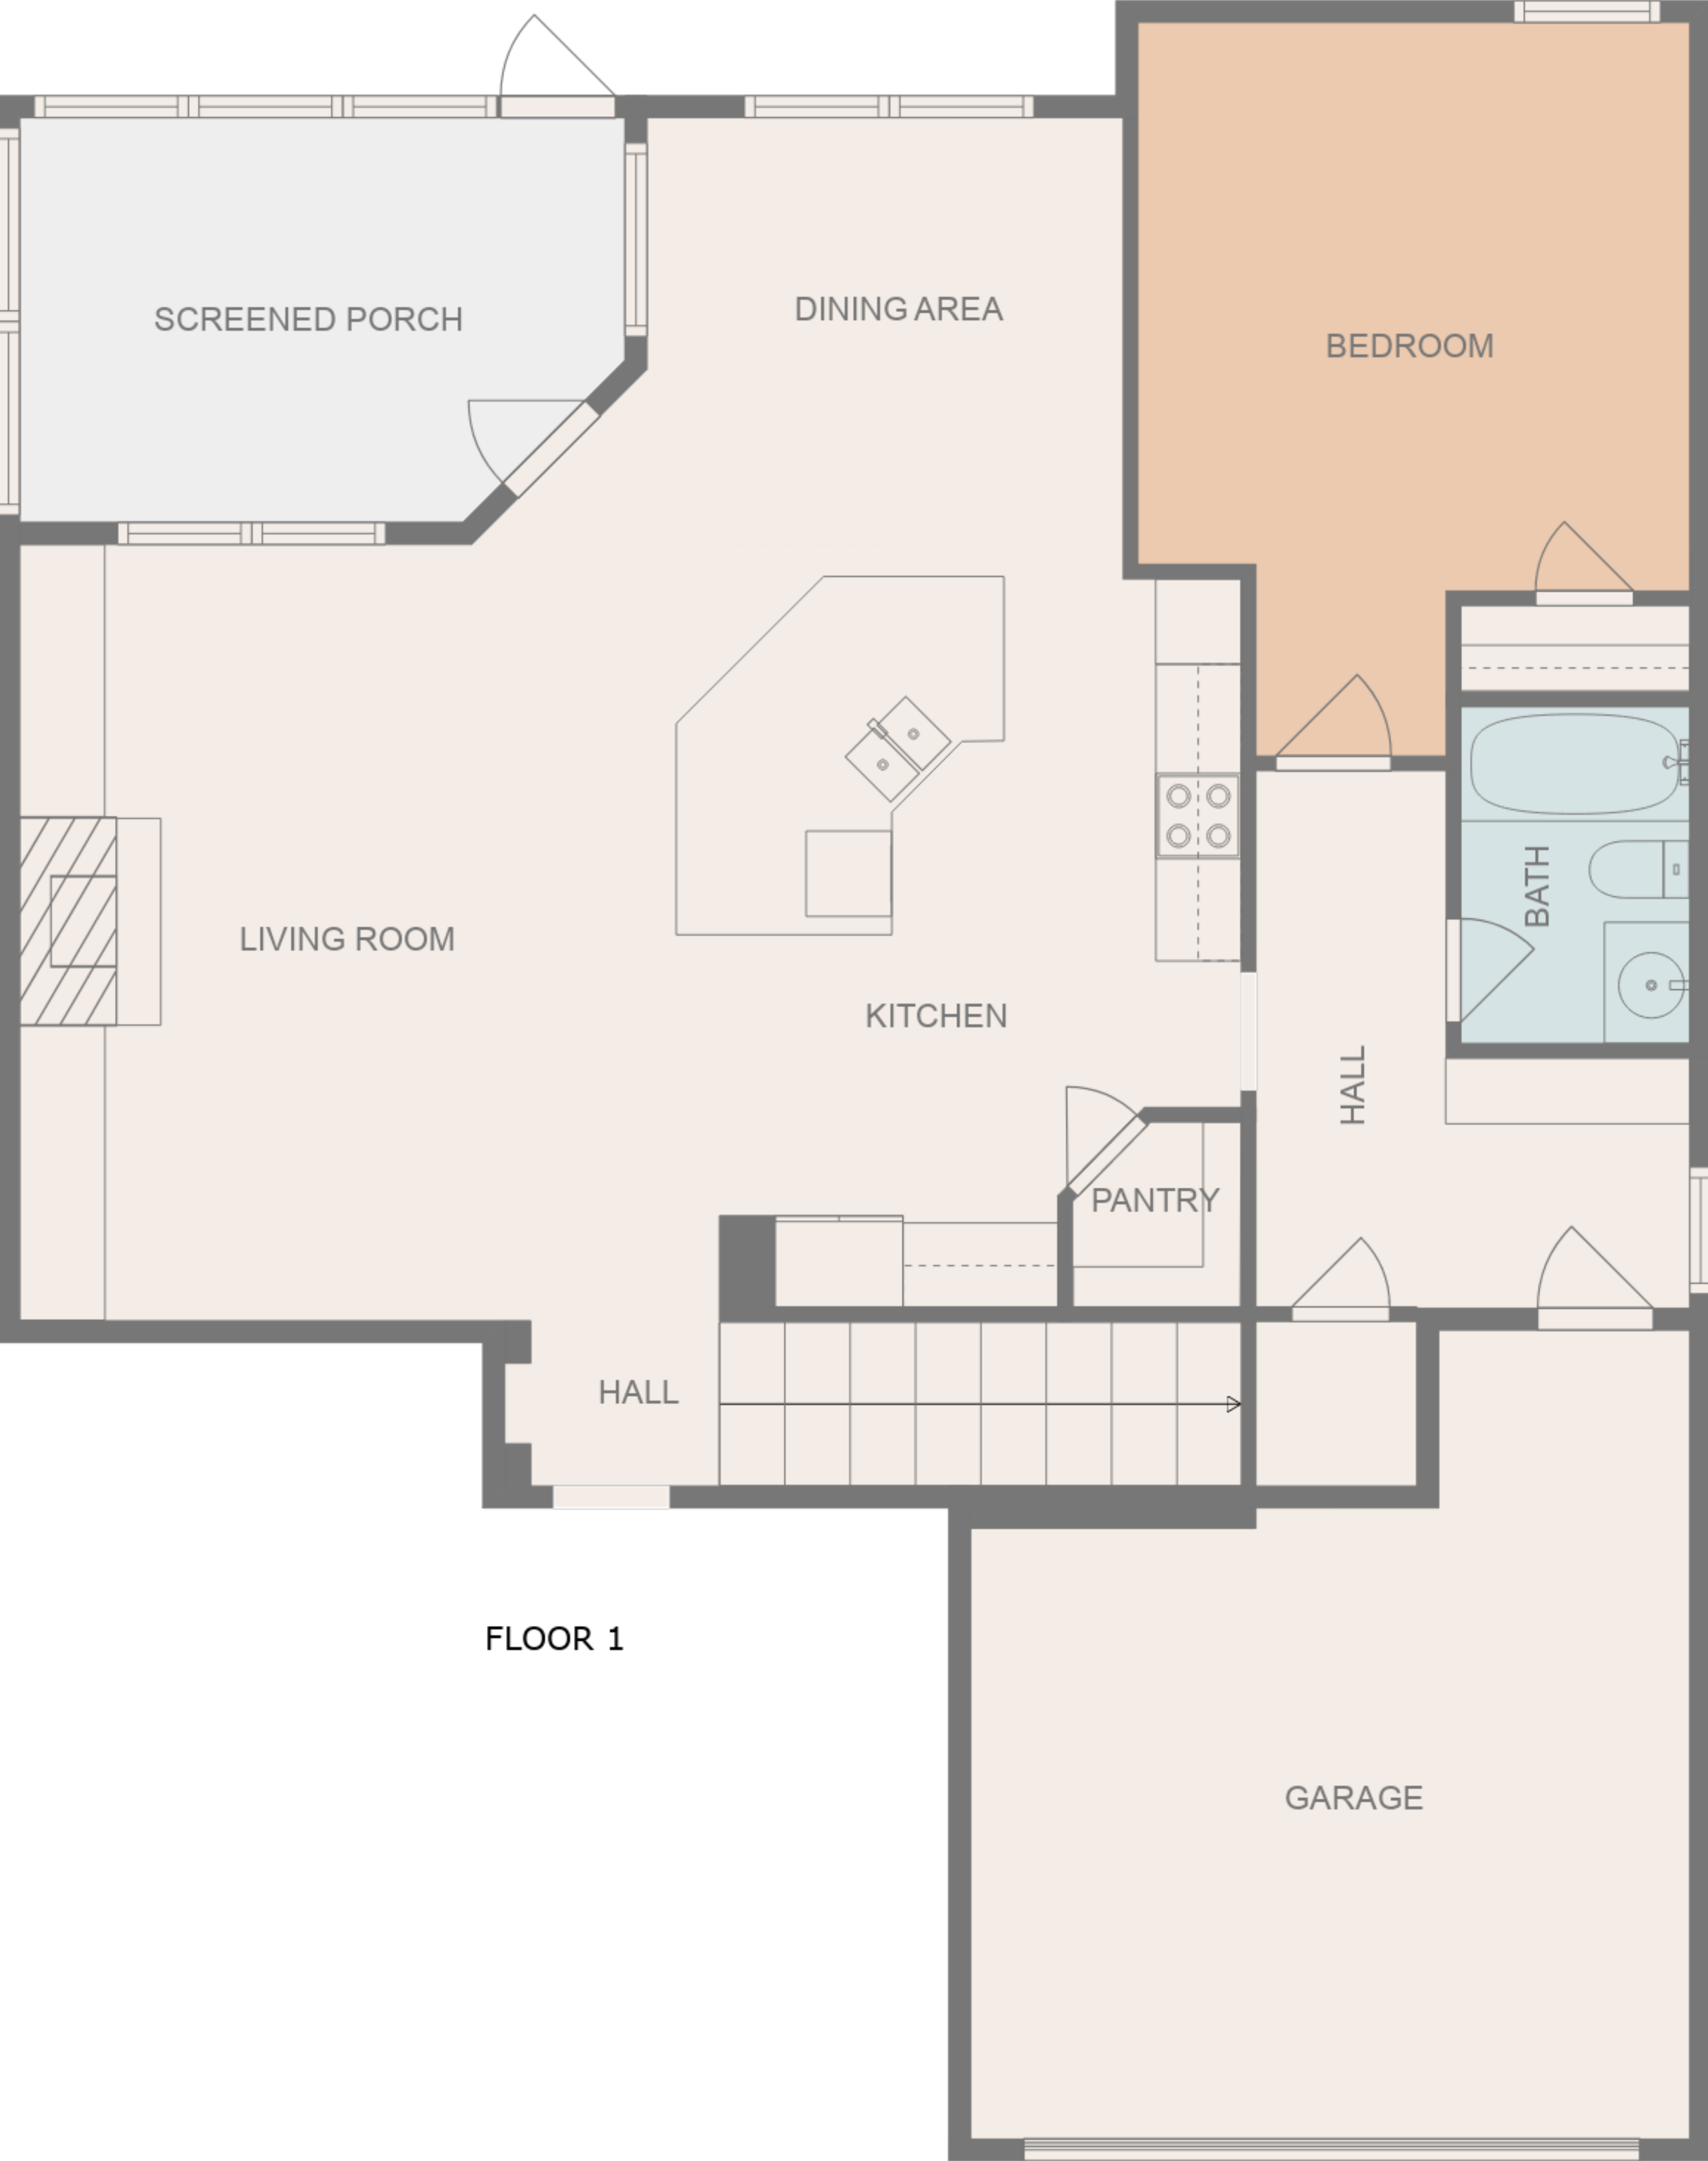 SCREENED PORCH
DINING AREA
BEDROOM
BATH
LIVING ROOM
KITCHEN
HALL
PANTRY
HALL
FLOOR 1
GARAGE